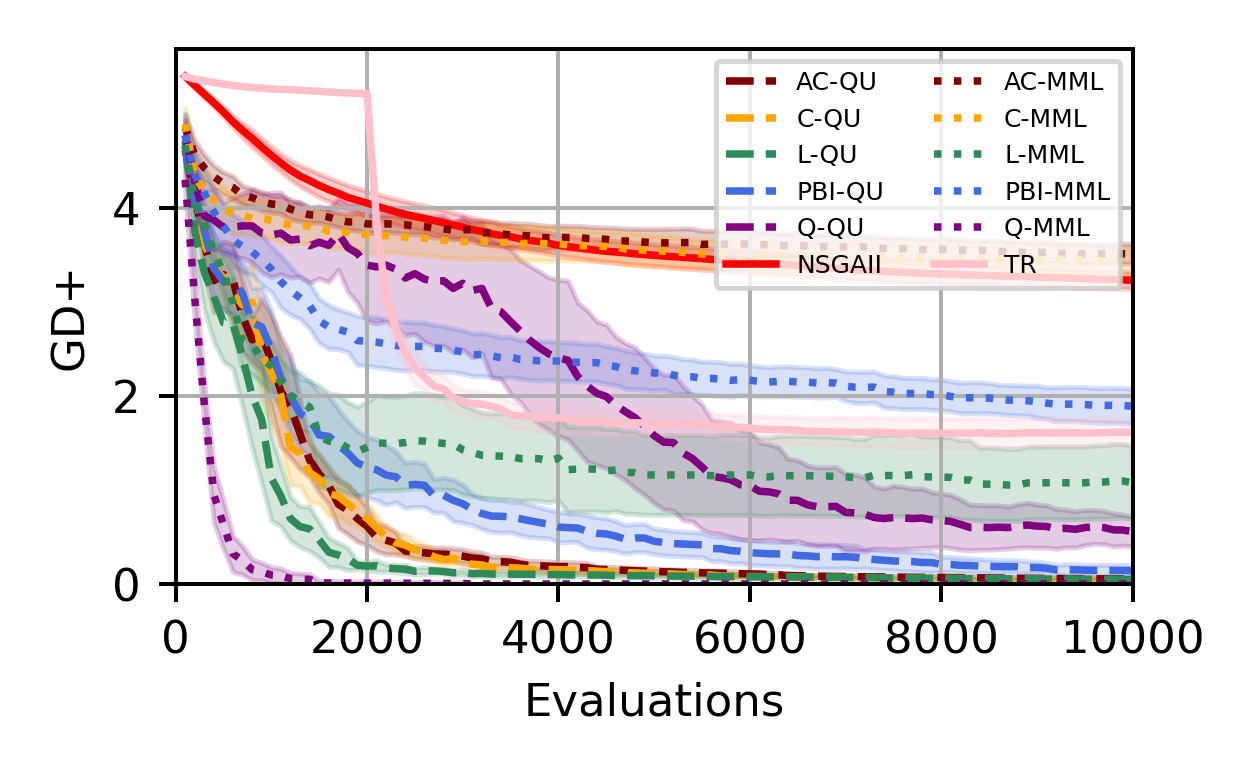 GD+
4
2
0
AC-QU
C-QU
L-QU
PBI-QU
Q-QU
NSGAII
AC-MML
C-MML
L-MML
PBI-MML
Q-MML
TR
0 2000 4000 6000 8000 10000
Evaluations